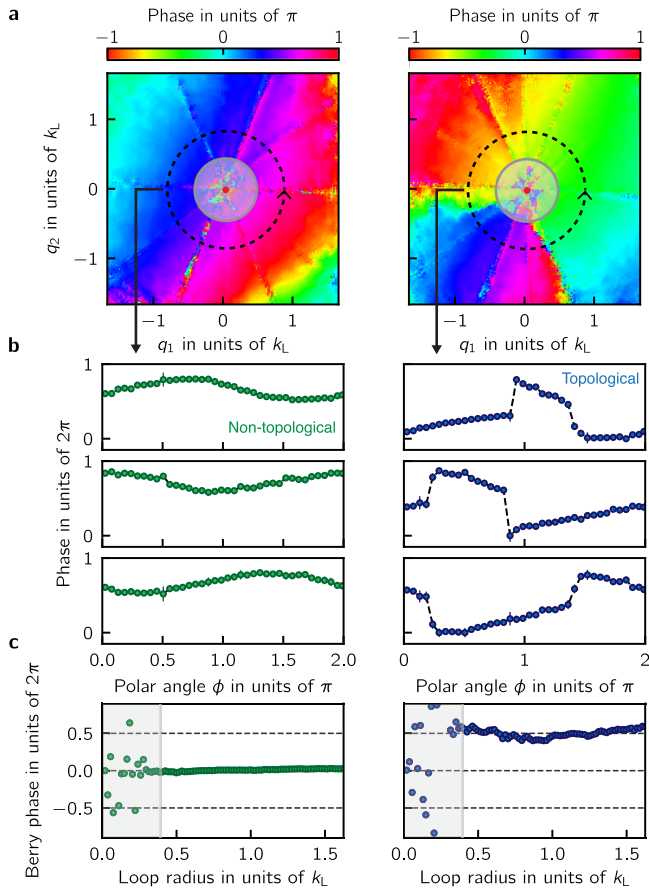 a
Phase in units of π
Phase in units of π
−1 0 1
−1 0 1
1
0
−1
q₂ in units of k_L
−1 0 1
−1 0 1
q₁ in units of k_L
q₁ in units of k_L
b
1
0
Non-topological
Topological
1
0
1
0
Phase in units of 2π
0.0 0.5 1.0 1.5 2.0
0 1 2
Polar angle ϕ in units of π
Polar angle ϕ in units of π
c
0.5
0.0
−0.5
Berry phase in units of 2π
0.0 0.5 1.0 1.5
0.0 0.5 1.0 1.5
Loop radius in units of k_L
Loop radius in units of k_L